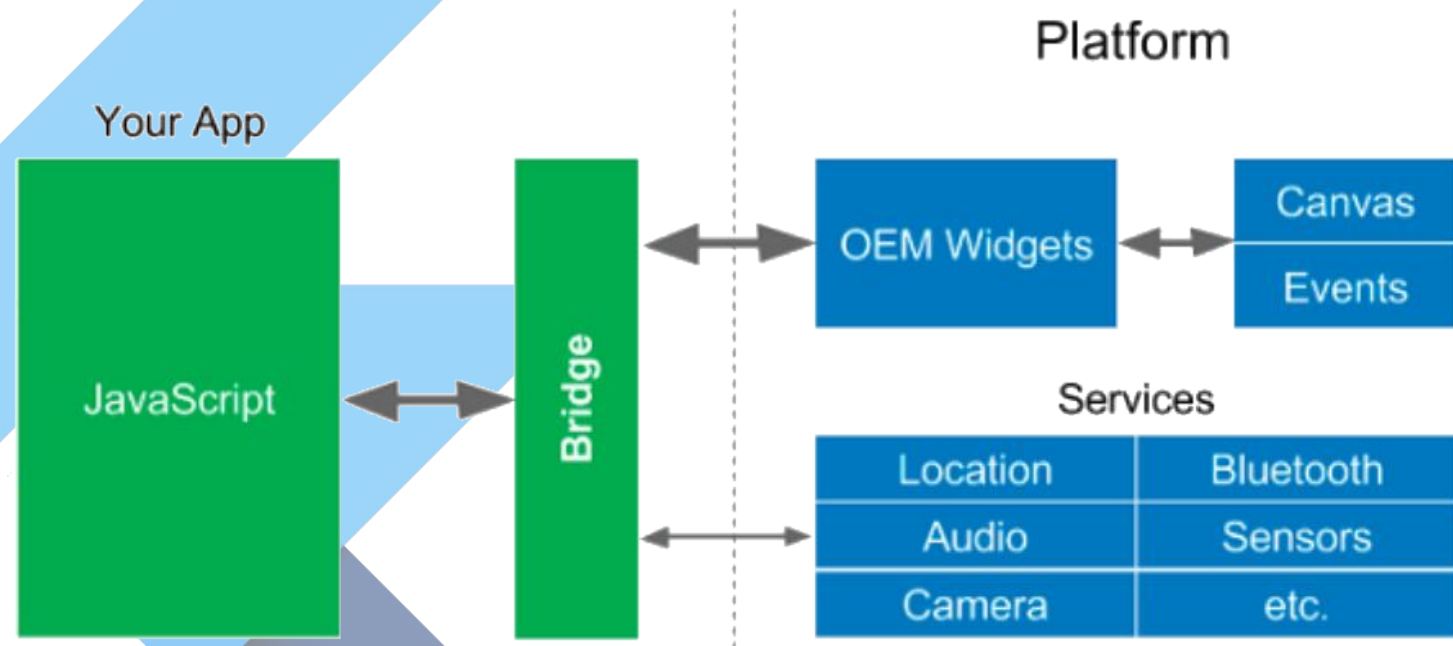 Platform
Your App
JavaScript
Bridge
OEM Widgets
Canvas
Events
Services
Location
Bluetooth
Audio
Sensors
Camera
etc.